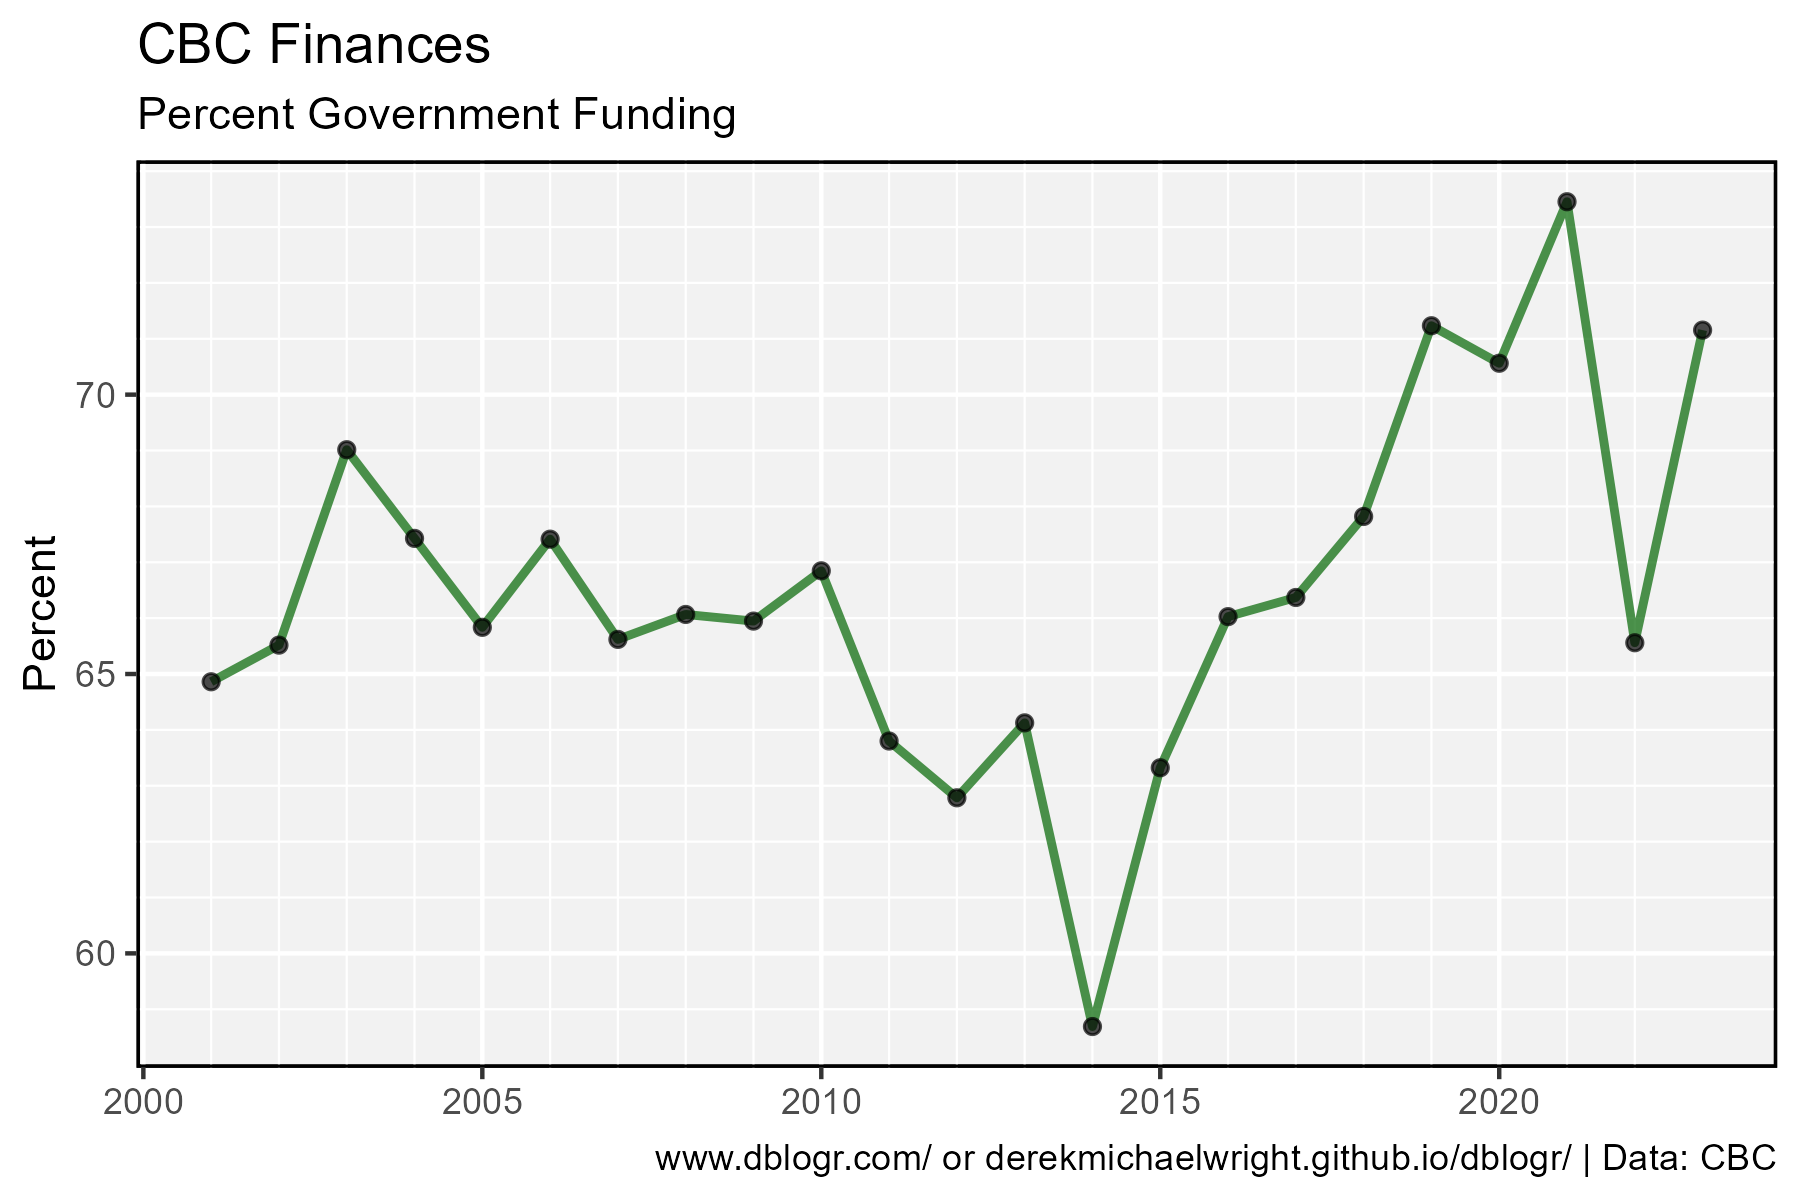 CBC Finances
Percent Government Funding
Percent
70
65
60
2000 2005 2010 2015 2020
www.dblogr.com/ or derekmichaelwright.github.io/dblogr/ | Data: CBC